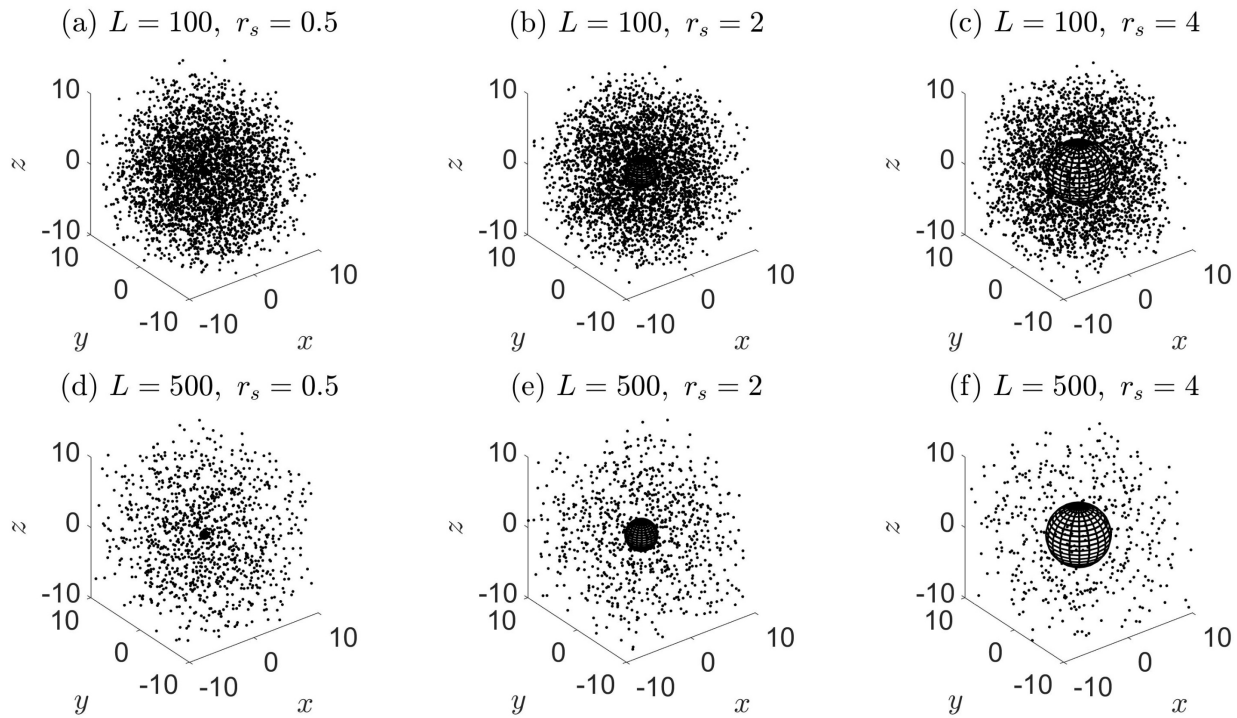 (a) L = 100, r_s = 0.5
(b) L = 100, r_s = 2
(c) L = 100, r_s = 4
10
0
-10
z
10
0
-10
y
-10
0
10
x
10
0
-10
z
10
0
-10
y
-10
0
10
x
10
0
-10
z
10
0
-10
y
-10
0
10
x
(d) L = 500, r_s = 0.5
(e) L = 500, r_s = 2
(f) L = 500, r_s = 4
10
0
-10
z
10
0
-10
y
-10
0
10
x
10
0
-10
z
10
0
-10
y
-10
0
10
x
10
0
-10
z
10
0
-10
y
-10
0
10
x